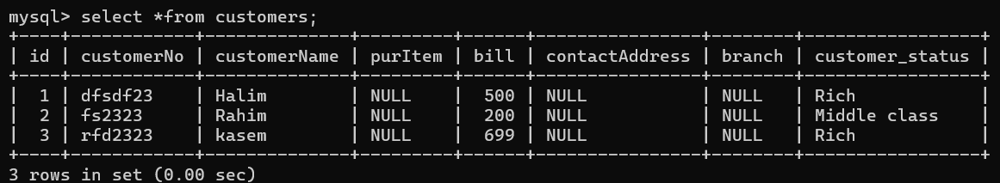 mysql> select *from customers;
+----+------------+--------------+---------+------+----------------+--------+-----------------+
| id | customerNo | customerName | purItem | bill | contactAddress | branch | customer_status |
+----+------------+--------------+---------+------+----------------+--------+-----------------+
|  1 | dfsdf23    | Halim        | NULL    |  500 | NULL           | NULL   | Rich            |
|  2 | fs2323     | Rahim        | NULL    |  200 | NULL           | NULL   | Middle class    |
|  3 | rfd2323    | kasem        | NULL    |  699 | NULL           | NULL   | Rich            |
+----+------------+--------------+---------+------+----------------+--------+-----------------+
3 rows in set (0.00 sec)